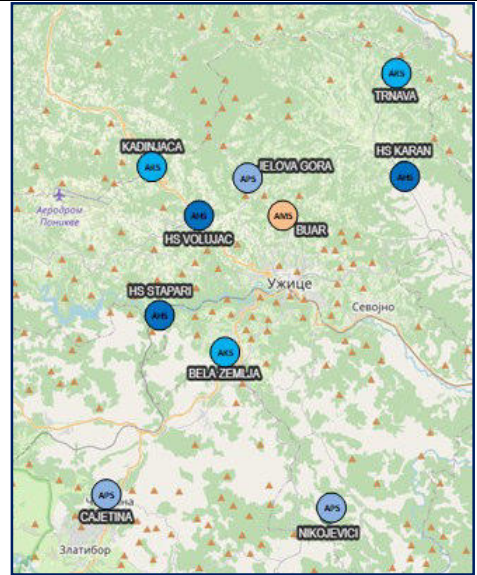 AKS
TRNAVA
KADINJACA
AKS
HS KARAN
AHS
JELOVA GORA
APS
Аеродром
Поникве
AHS
HS VOLUJAC
AMS
BUAR
Ужице
HS STAPARI
AHS
Севојно
AKS
BELA ZEMLJA
APS
CAJETINA
APS
NIKOJEVICI
Златибор